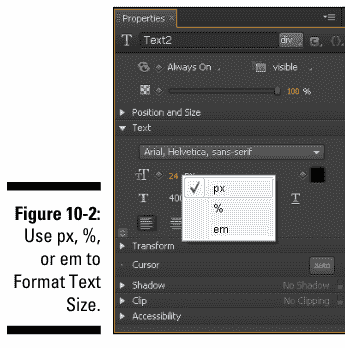 Properties ×
T Text2 div
Always On visible
100 %
Position and Size
Text
Arial, Helvetica, sans-serif
24 px
T 400 T
px
%
em
Transform
Cursor auto
Shadow No Shadow
Clip No Clipping
Accessibility
Figure 10-2:
Use px, %,
or em to
Format Text
Size.